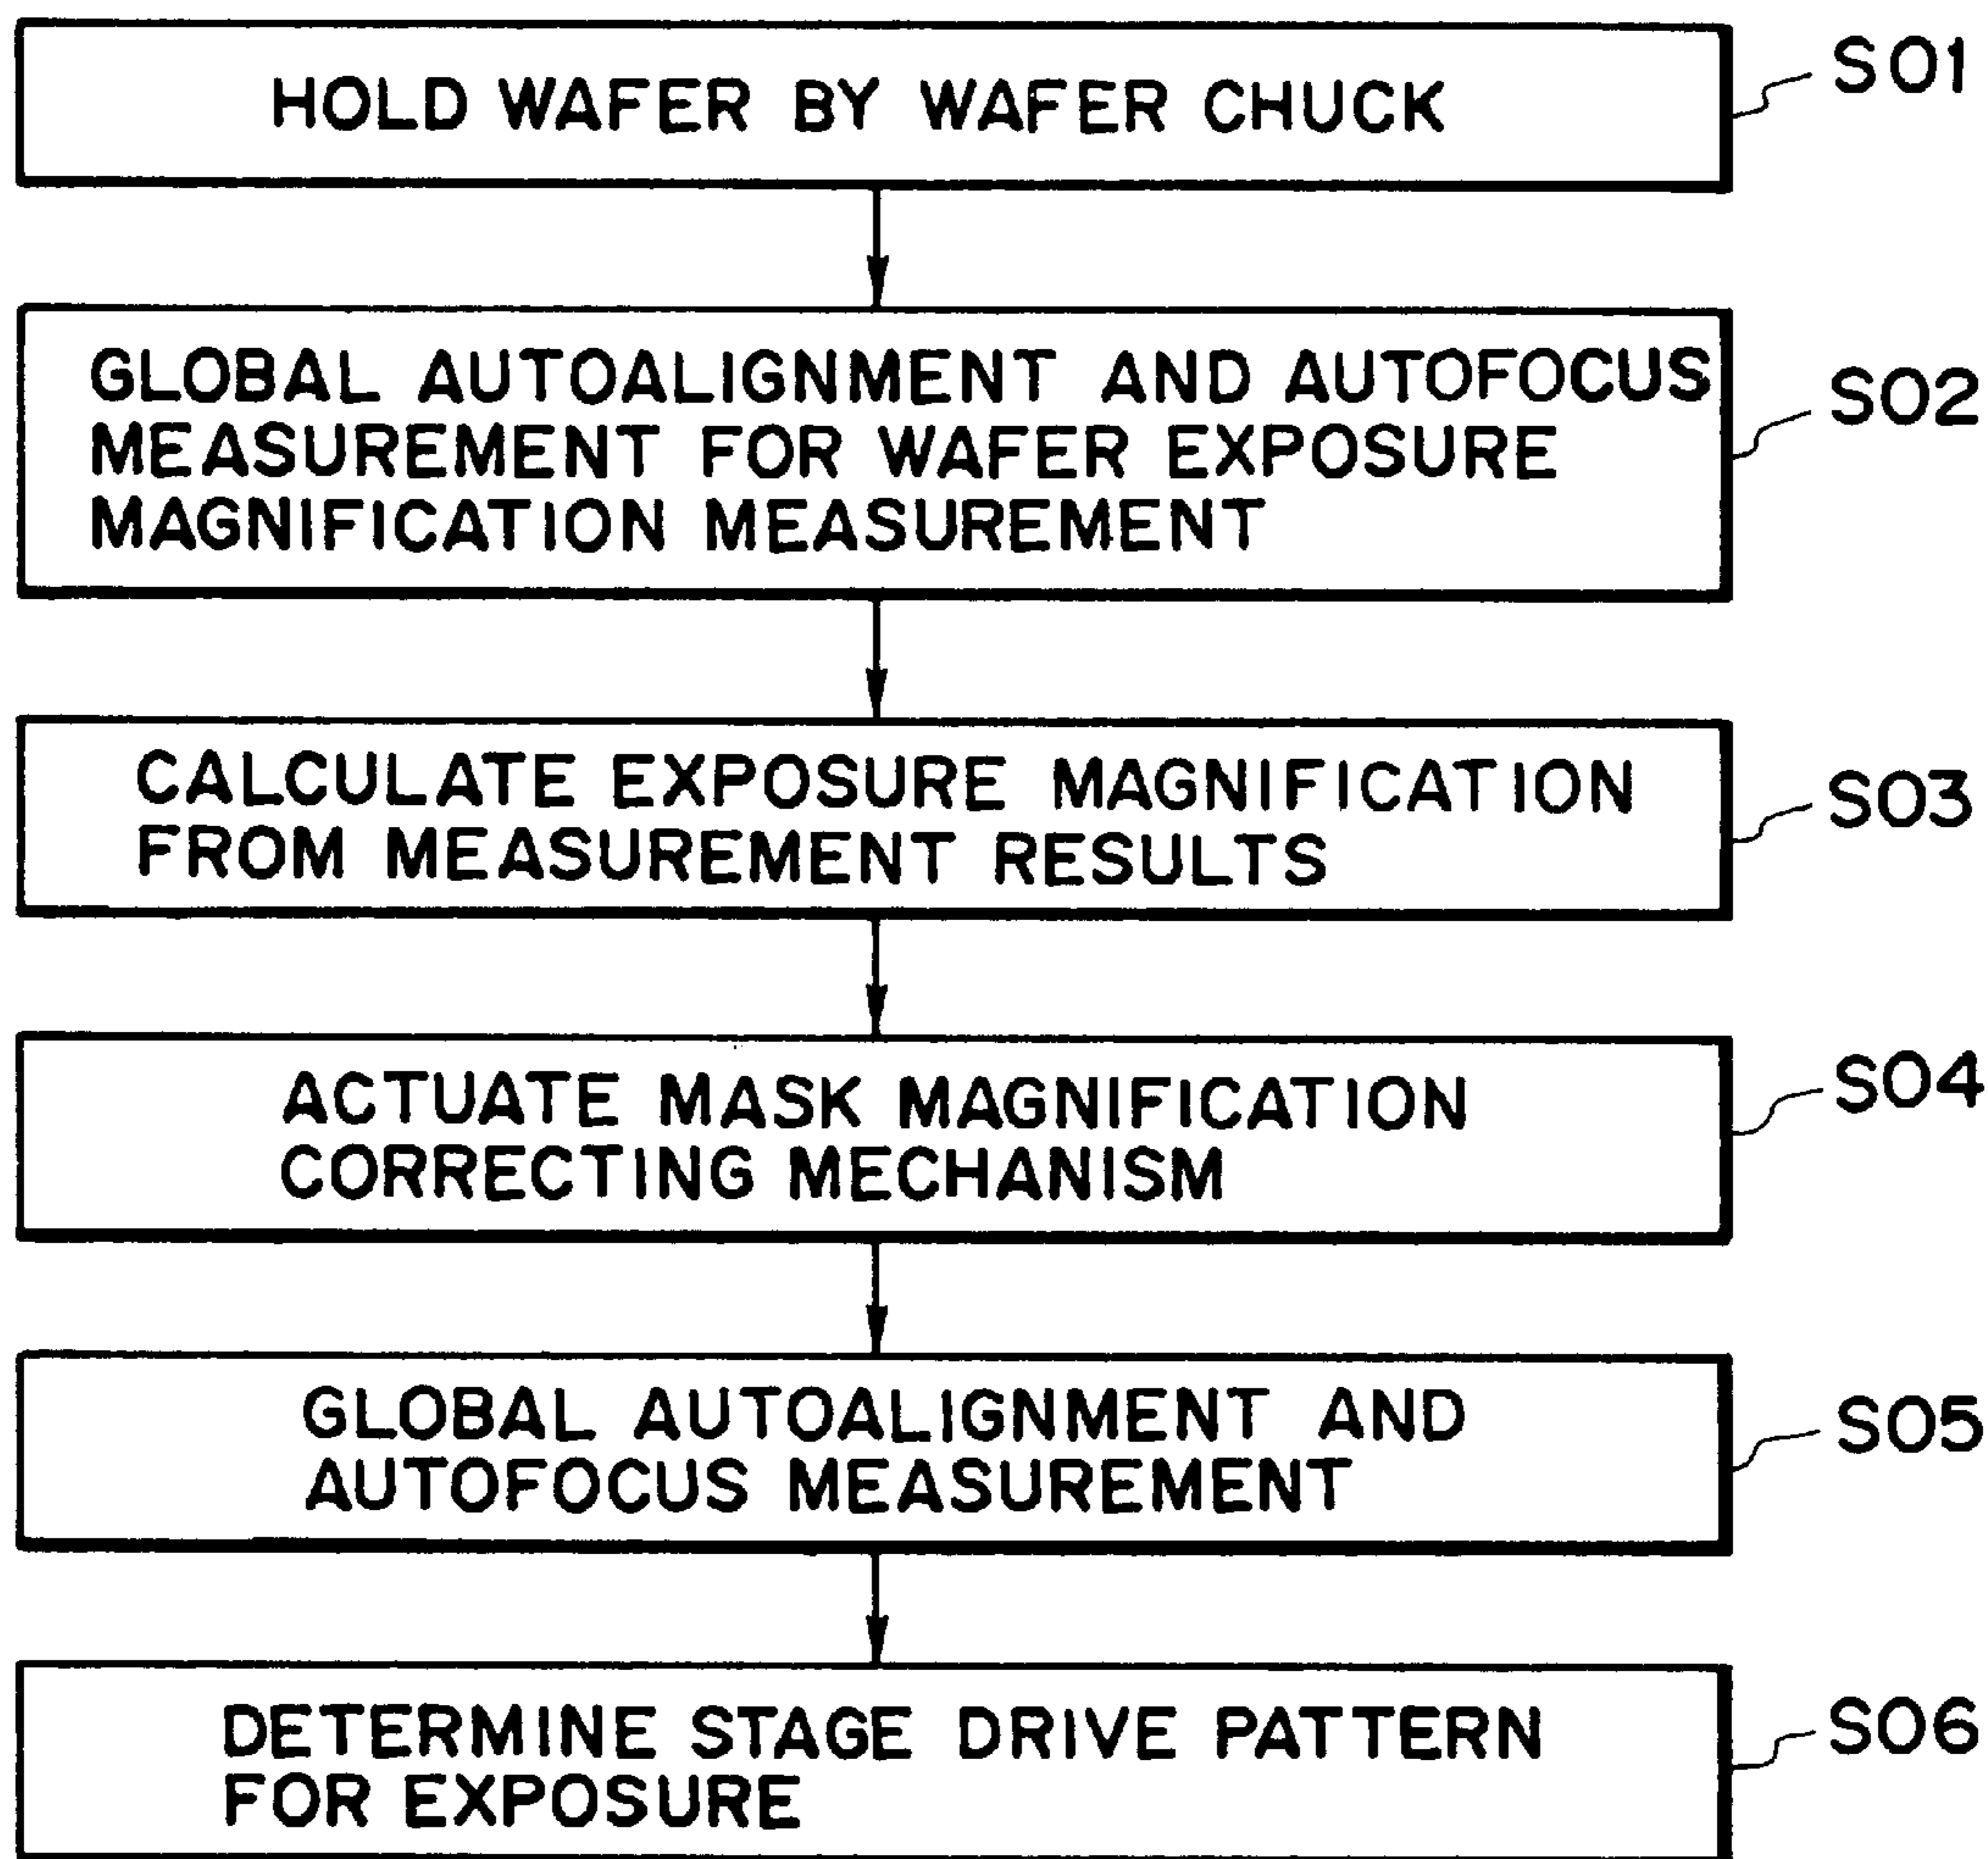 HOLD WAFER BY WAFER CHUCK
S01
GLOBAL AUTOALIGNMENT AND AUTOFOCUS
MEASUREMENT FOR WAFER EXPOSURE
MAGNIFICATION MEASUREMENT
S02
CALCULATE EXPOSURE MAGNIFICATION
FROM MEASUREMENT RESULTS
S03
ACTUATE MASK MAGNIFICATION
CORRECTING MECHANISM
S04
GLOBAL AUTOALIGNMENT AND
AUTOFOCUS MEASUREMENT
S05
DETERMINE STAGE DRIVE PATTERN
FOR EXPOSURE
S06